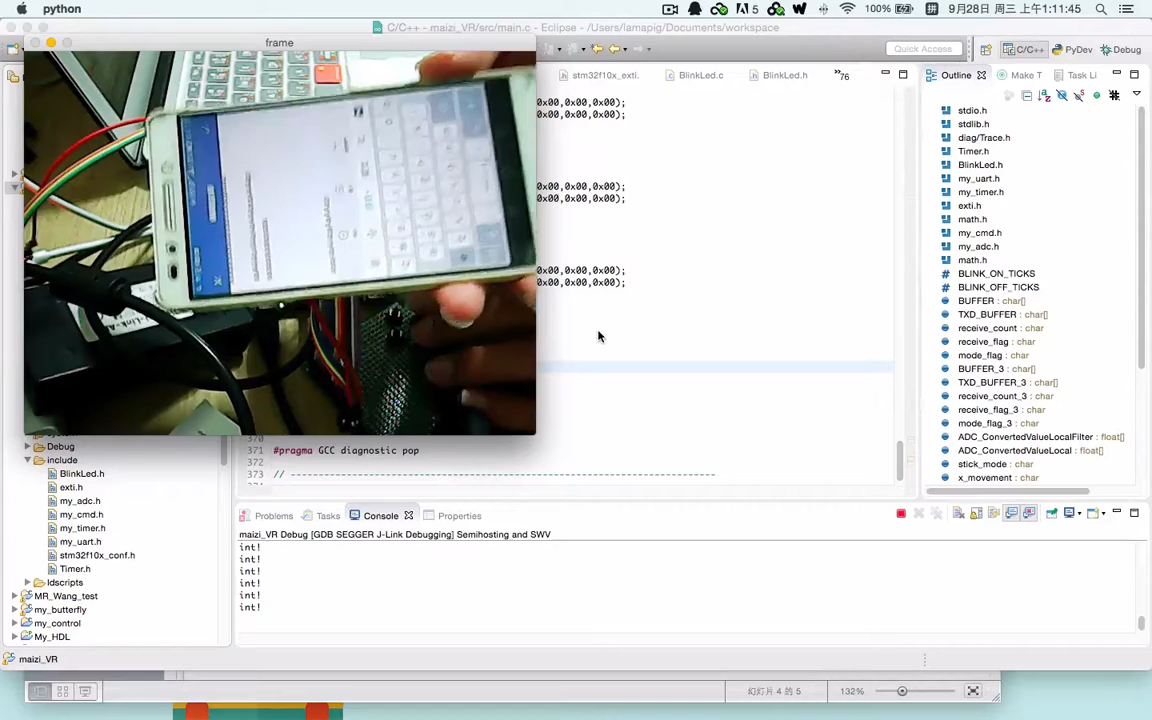 python
5
100%
拼
9月28日 周三 上午1:11:45
C/C++ - maizi_VR/src/main.c - Eclipse - /Users/lamapig/Documents/workspace
frame
Quick Access
C/C++
PyDev
Debug
stm32f10x_exti.
BlinkLed.c
BlinkLed.h
»76
Outline
Make T
Task Li
0x00,0x00,0x00);
0x00,0x00,0x00);
0x00,0x00,0x00);
0x00,0x00,0x00);
0x00,0x00,0x00);
0x00,0x00,0x00);
stdio.h
stdlib.h
diag/Trace.h
Timer.h
BlinkLed.h
my_uart.h
my_timer.h
exti.h
math.h
my_cmd.h
my_adc.h
math.h
BLINK_ON_TICKS
BLINK_OFF_TICKS
BUFFER : char[]
TXD_BUFFER : char[]
receive_count : char
receive_flag : char
mode_flag : char
BUFFER_3 : char[]
TXD_BUFFER_3 : char[]
receive_count_3 : char
receive_flag_3 : char
mode_flag_3 : char
ADC_ConvertedValueLocalFilter : float[]
ADC_ConvertedValueLocal : float[]
stick_mode : char
x_movement : char
370
371 #pragma GCC diagnostic pop
372
373 // ----------------------------------------------------------------------------
Debug
include
BlinkLed.h
exti.h
my_adc.h
my_cmd.h
my_timer.h
my_uart.h
stm32f10x_conf.h
Timer.h
ldscripts
MR_Wang_test
my_butterfly
my_control
My_HDL
Problems
Tasks
Console
Properties
maizi_VR Debug [GDB SEGGER J-Link Debugging] Semihosting and SWV
int!
int!
int!
int!
int!
int!
maizi_VR
幻灯片 4 的 5
132%